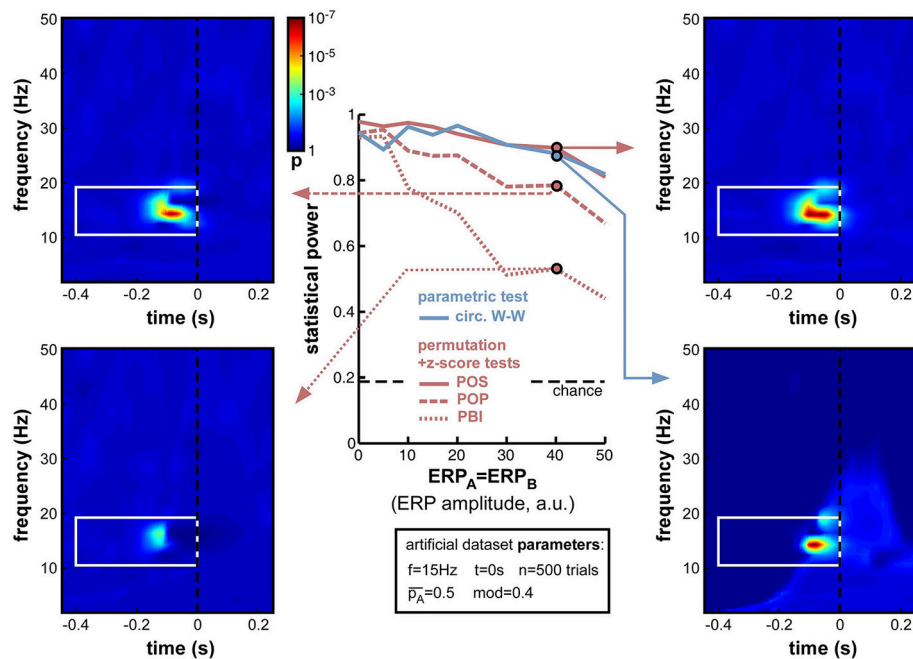 50
40
30
20
10
frequency (Hz)
-0.4 -0.2 0 0.2
time (s)
10-7
10-5
10-3
1
p
1
0.8
0.6
0.4
0.2
0
statistical power
parametric test
circ. W-W
permutation
+z-score tests
POS
POP
PBI
chance
0 10 20 30 40 50
ERPA=ERPB
(ERP amplitude, a.u.)
artificial dataset parameters:
f=15Hz t=0s n=500 trials
pA=0.5 mod=0.4
50
40
30
20
10
frequency (Hz)
-0.4 -0.2 0 0.2
time (s)
50
40
30
20
10
frequency (Hz)
-0.4 -0.2 0 0.2
time (s)
50
40
30
20
10
frequency (Hz)
-0.4 -0.2 0 0.2
time (s)